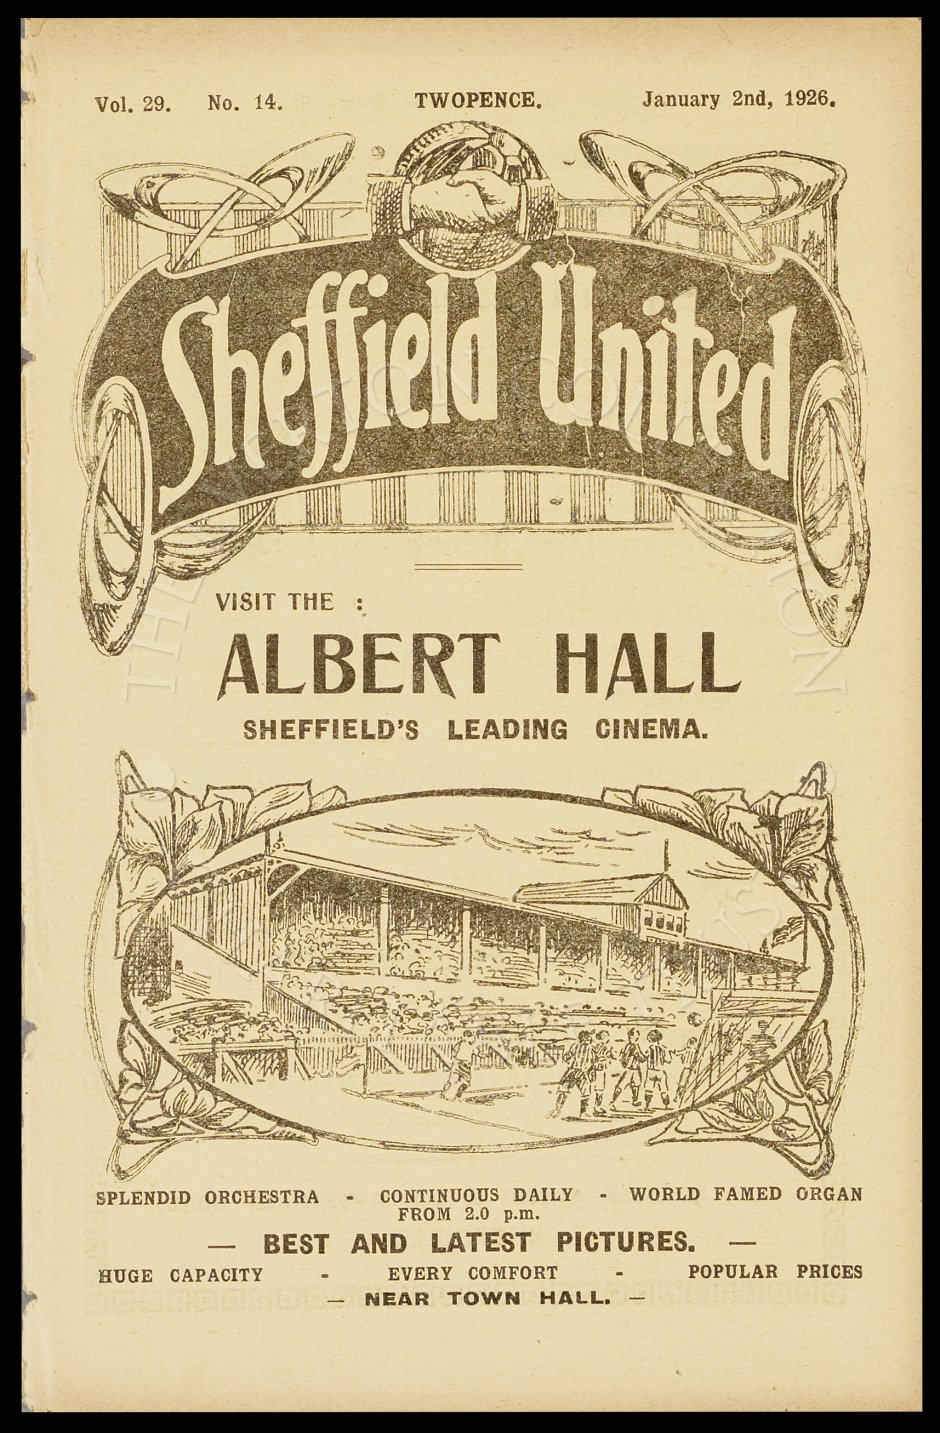 Vol. 29. No. 14. TWOPENCE. January 2nd, 1926.
Sheffield United
VISIT THE :
ALBERT HALL
SHEFFIELD'S LEADING CINEMA.
SPLENDID ORCHESTRA - CONTINUOUS DAILY - WORLD FAMED ORGAN
FROM 2.0 p.m.
— BEST AND LATEST PICTURES. —
HUGE CAPACITY - EVERY COMFORT - POPULAR PRICES
— NEAR TOWN HALL. —